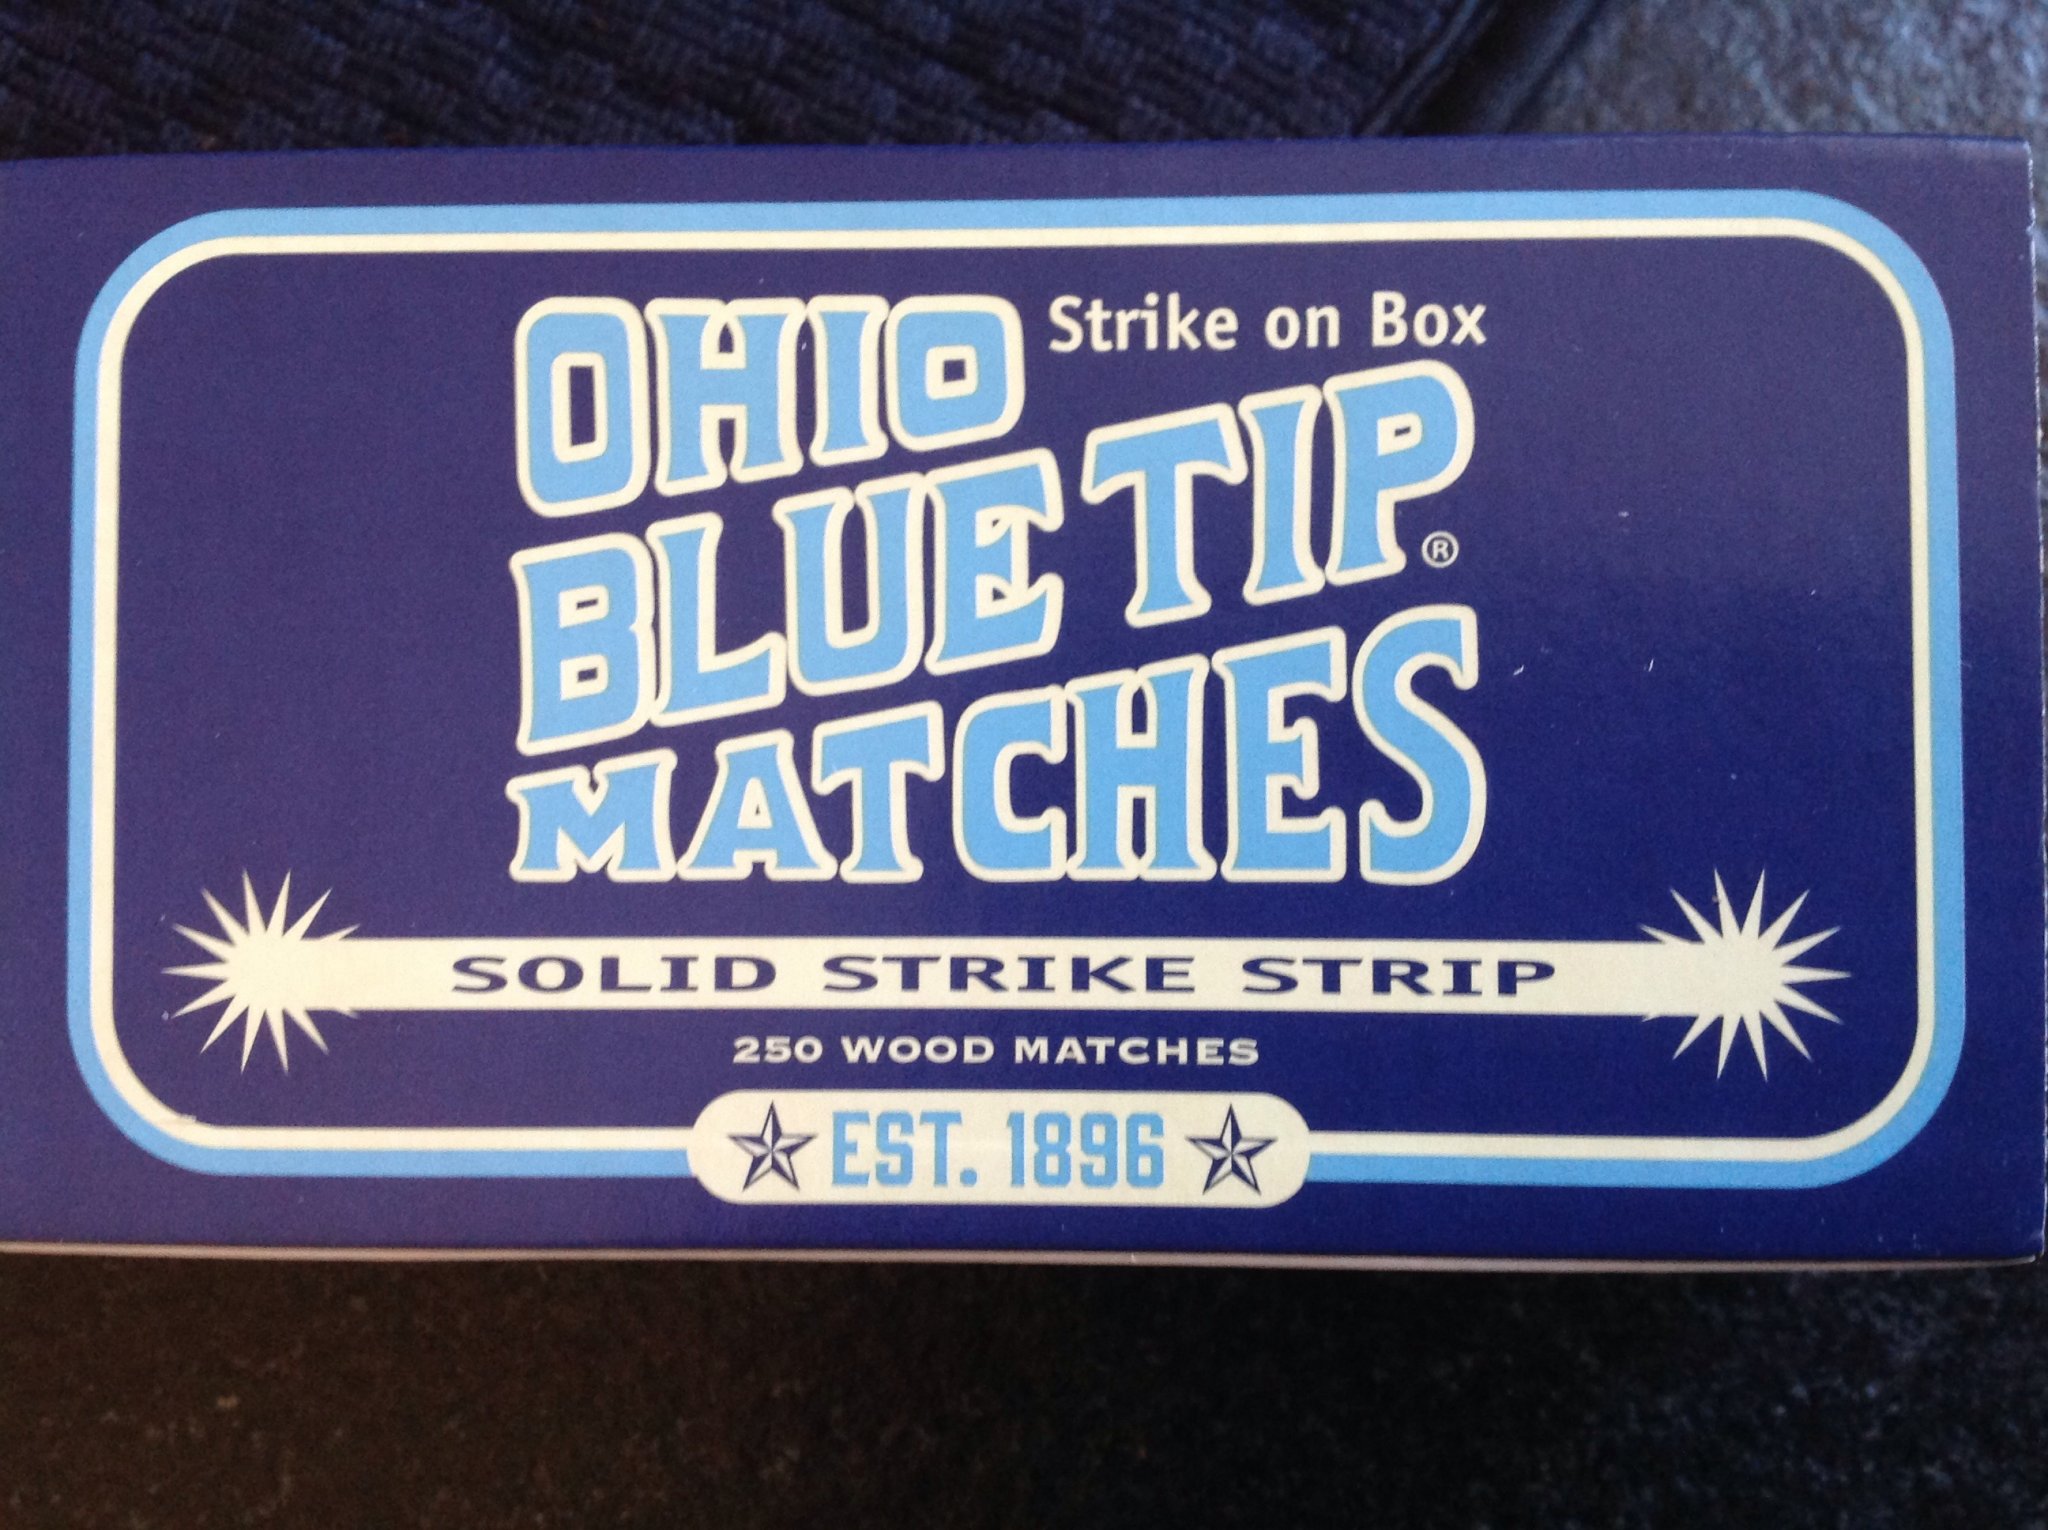 OHIO Strike on Box
BLUE TIP®
MATCHES
SOLID STRIKE STRIP
250 WOOD MATCHES
EST. 1896